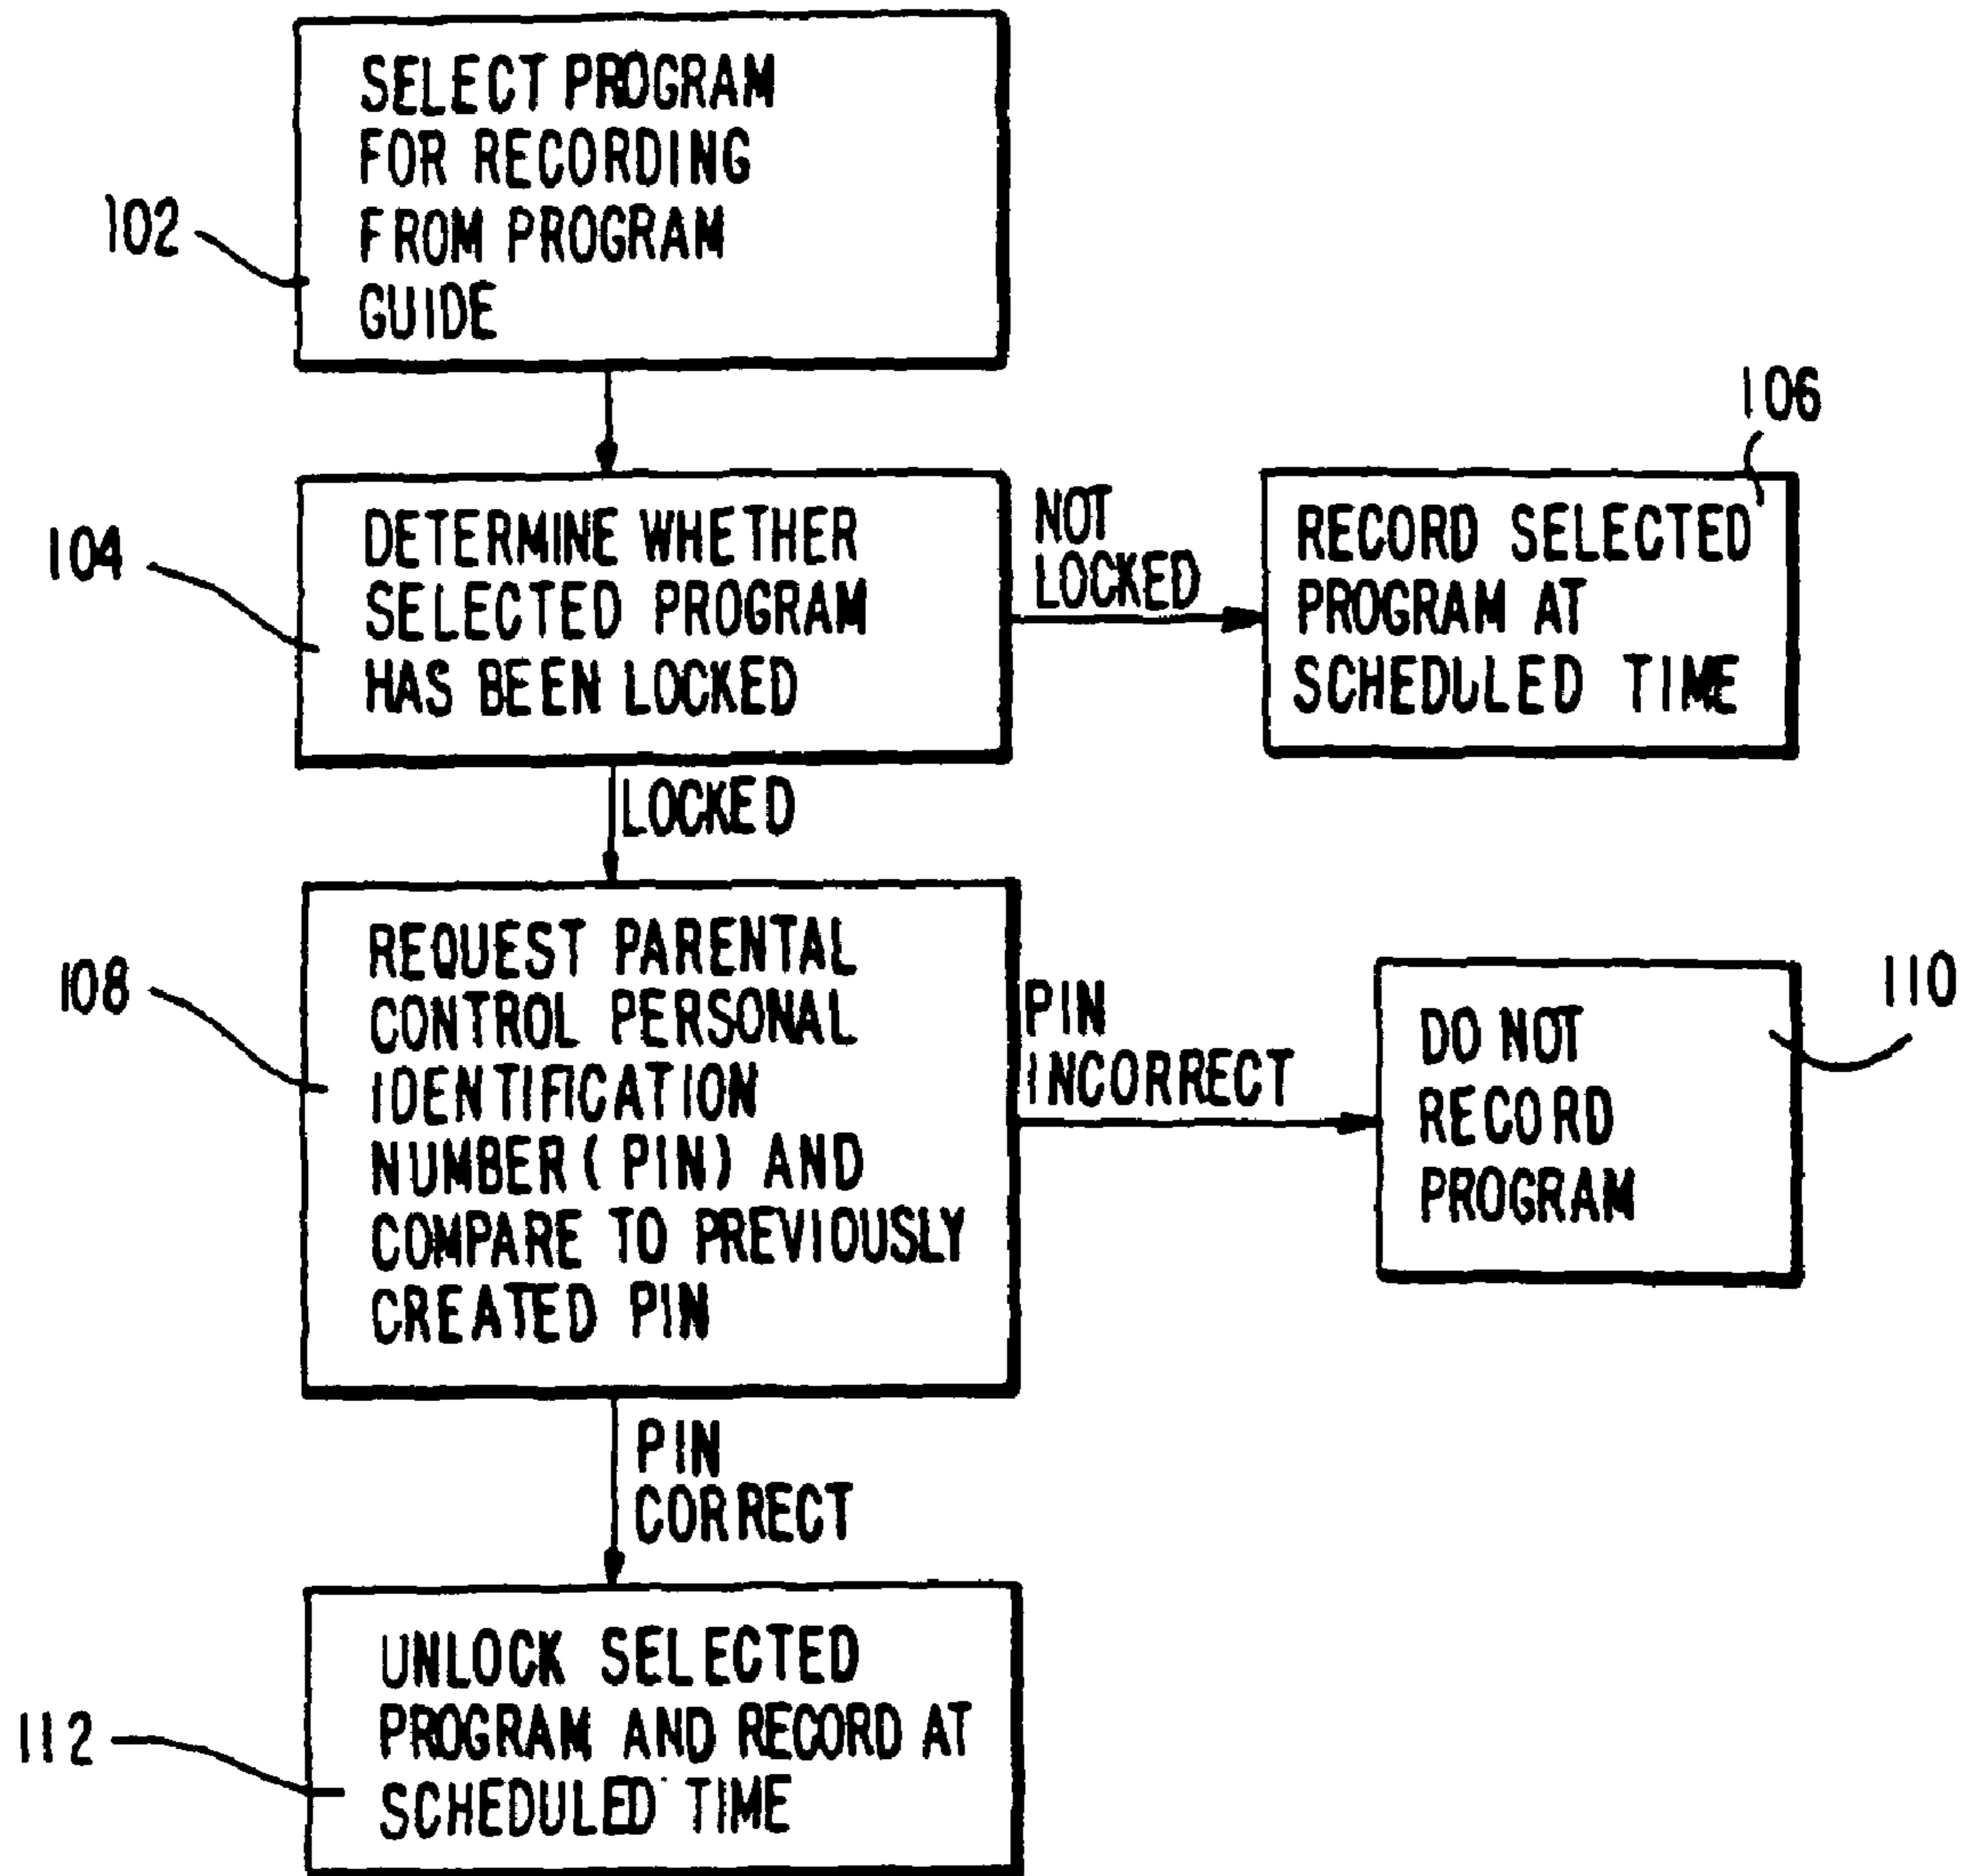 SELECT PROGRAM
FOR RECORDING
FROM PROGRAM
GUIDE
102
106
DETERMINE WHETHER
SELECTED PROGRAM
HAS BEEN LOCKED
104
NOT
LOCKED
RECORD SELECTED
PROGRAM AT
SCHEDULED TIME
LOCKED
REQUEST PARENTAL
CONTROL PERSONAL
IDENTIFICATION
NUMBER (PIN) AND
COMPARE TO PREVIOUSLY
CREATED PIN
108
PIN
INCORRECT
DO NOT
RECORD
PROGRAM
110
PIN
CORRECT
UNLOCK SELECTED
PROGRAM AND RECORD AT
SCHEDULED TIME
112